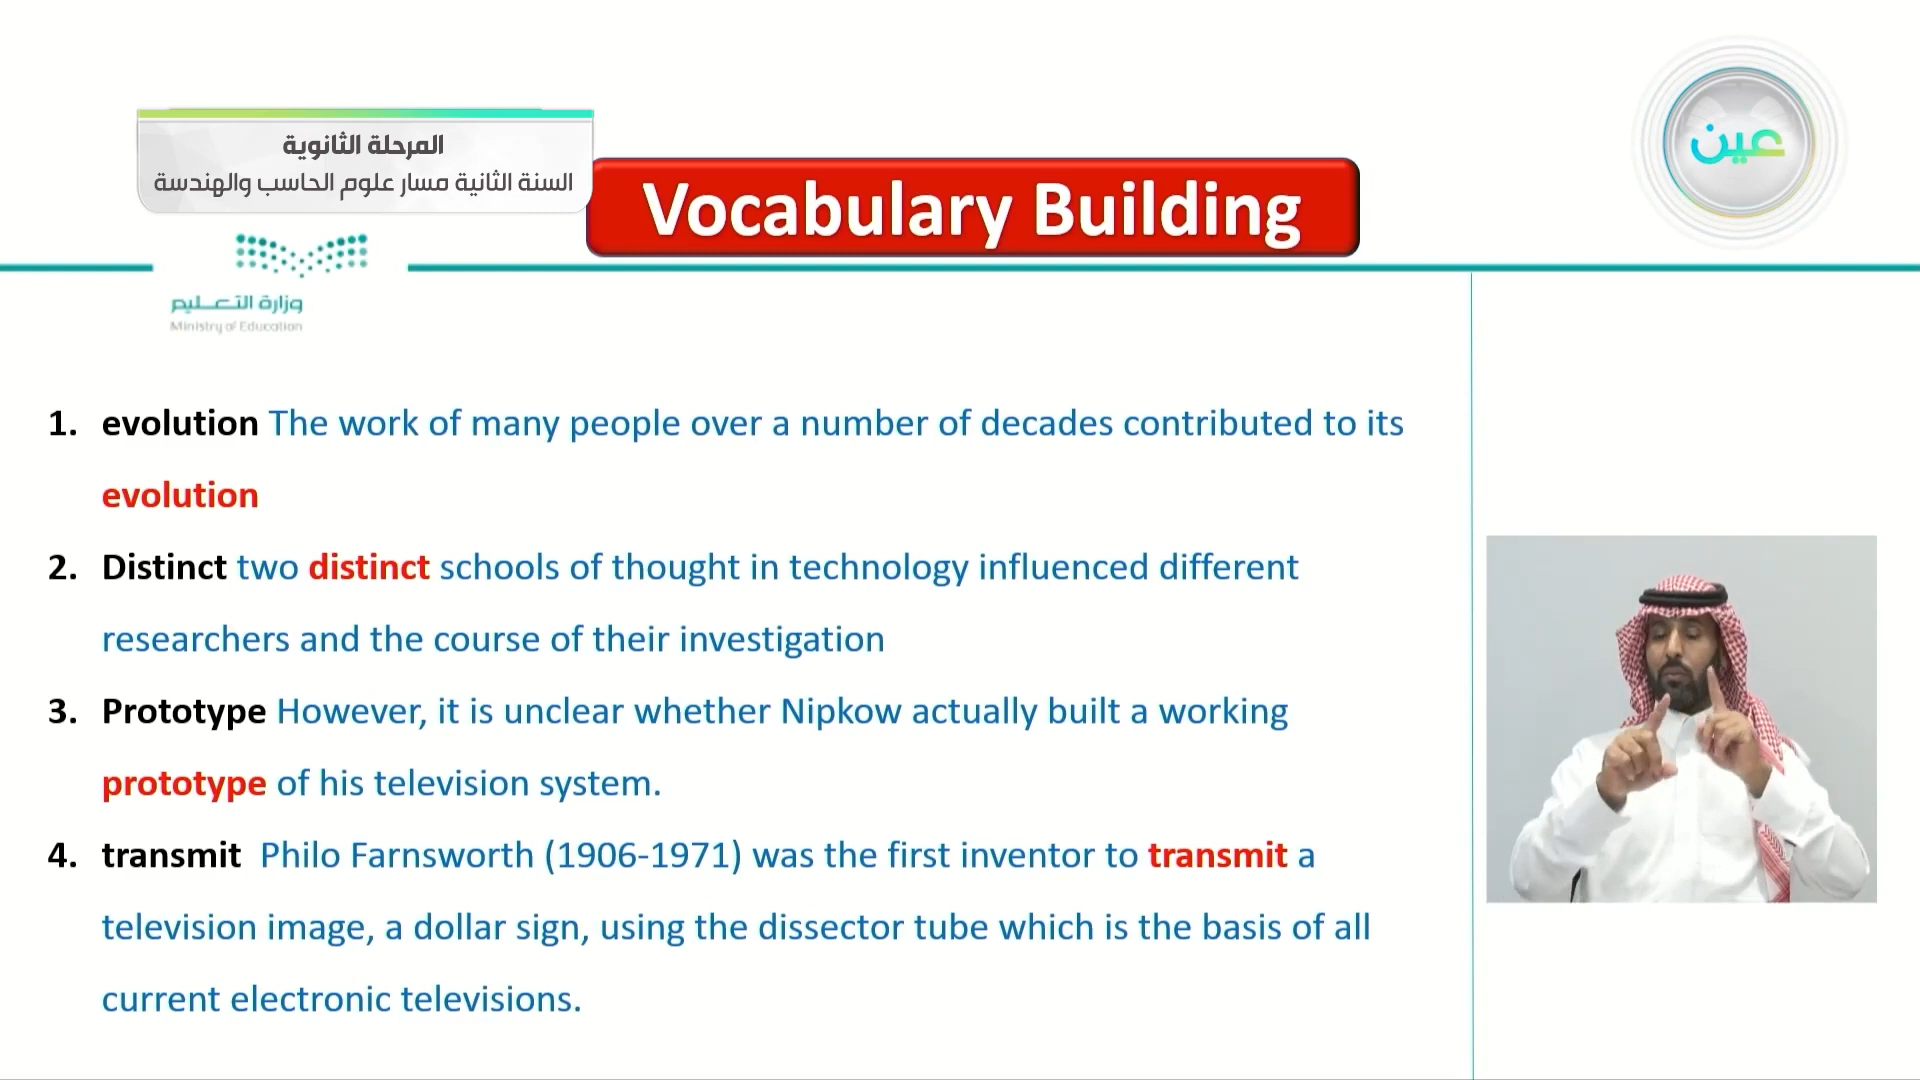 المرحلة الثانوية
السنة الثانية مسار علوم الحاسب والهندسة
عين
Vocabulary Building
وزارة التعليم
Ministry of Education
1. evolution The work of many people over a number of decades contributed to its
evolution
2. Distinct two distinct schools of thought in technology influenced different
researchers and the course of their investigation
3. Prototype However, it is unclear whether Nipkow actually built a working
prototype of his television system.
4. transmit Philo Farnsworth (1906-1971) was the first inventor to transmit a
television image, a dollar sign, using the dissector tube which is the basis of all
current electronic televisions.